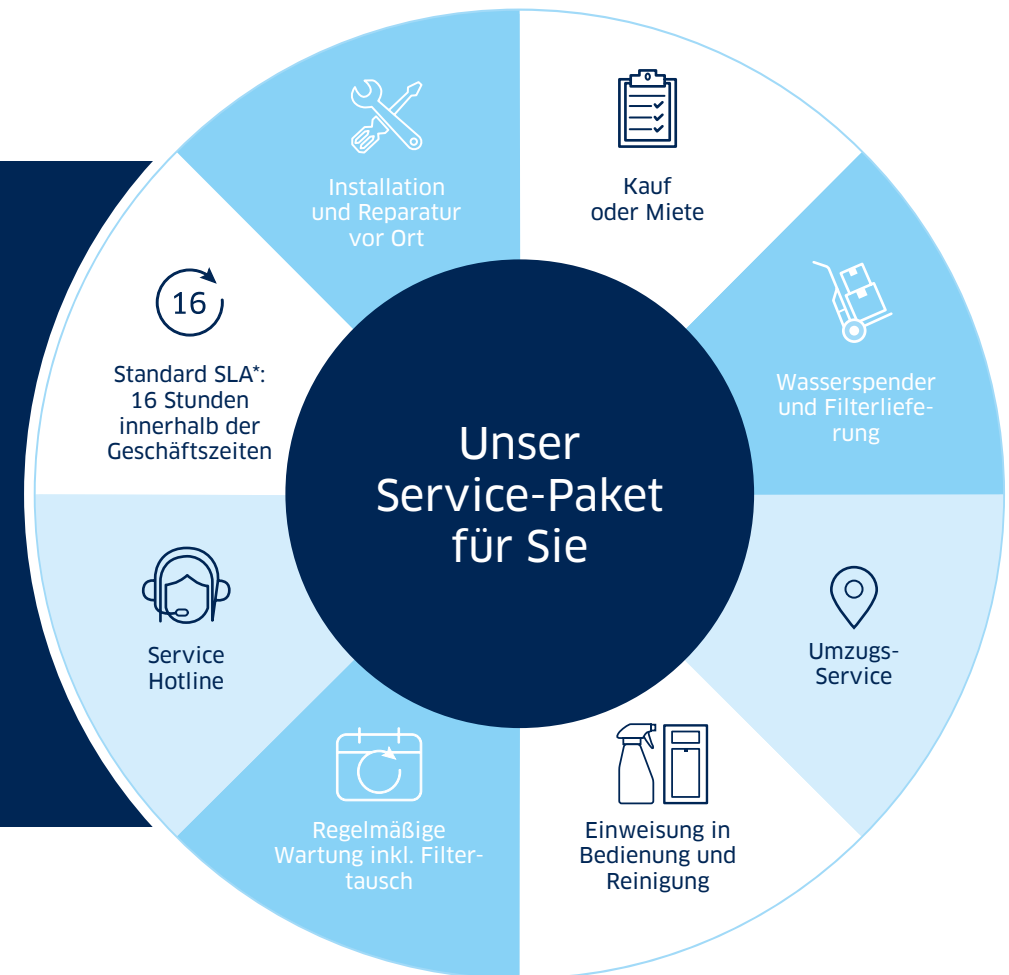 Unser
Service-Paket
für Sie
Kauf
oder Miete
Wasserspender
und Filterliefe-
rung
Umzugs-
Service
Einweisung in
Bedienung und
Reinigung
Regelmäßige
Wartung inkl. Filter-
tausch
Service
Hotline
16
Standard SLA*:
16 Stunden
innerhalb der
Geschäftszeiten
Installation
und Reparatur
vor Ort